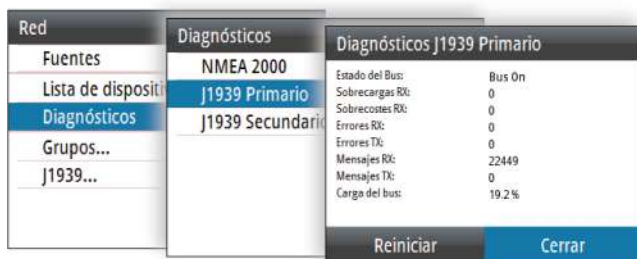 Red
Fuentes
Lista de dispositi
Diagnósticos
Grupos...
J1939...
Diagnósticos
NMEA 2000
J1939 Primario
J1939 Secundario
Diagnósticos J1939 Primario
Estado del Bus: Bus On
Sobrecargas RX: 0
Sobrecostes RX: 0
Errores RX: 0
Errores TX: 0
Mensajes RX: 22449
Mensajes TX: 0
Carga del bus: 19.2 %
Reiniciar Cerrar